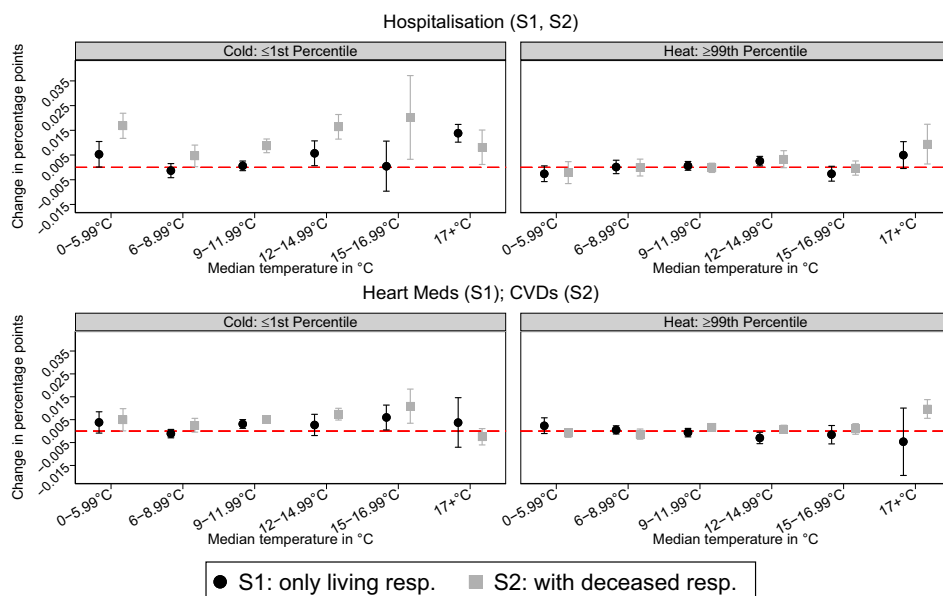 Hospitalisation (S1, S2)
Cold: ≤1st Percentile
Heat: ≥99th Percentile
Change in percentage points
0.035
0.025
0.015
0.005
−0.005
−0.015
0−5.99°C
6−8.99°C
9−11.99°C
12−14.99°C
15−16.99°C
17+°C
0−5.99°C
6−8.99°C
9−11.99°C
12−14.99°C
15−16.99°C
17+°C
Median temperature in °C
Median temperature in °C
Heart Meds (S1); CVDs (S2)
Cold: ≤1st Percentile
Heat: ≥99th Percentile
Change in percentage points
0.035
0.025
0.015
0.005
−0.005
−0.015
0−5.99°C
6−8.99°C
9−11.99°C
12−14.99°C
15−16.99°C
17+°C
0−5.99°C
6−8.99°C
9−11.99°C
12−14.99°C
15−16.99°C
17+°C
Median temperature in °C
Median temperature in °C
S1: only living resp.
S2: with deceased resp.